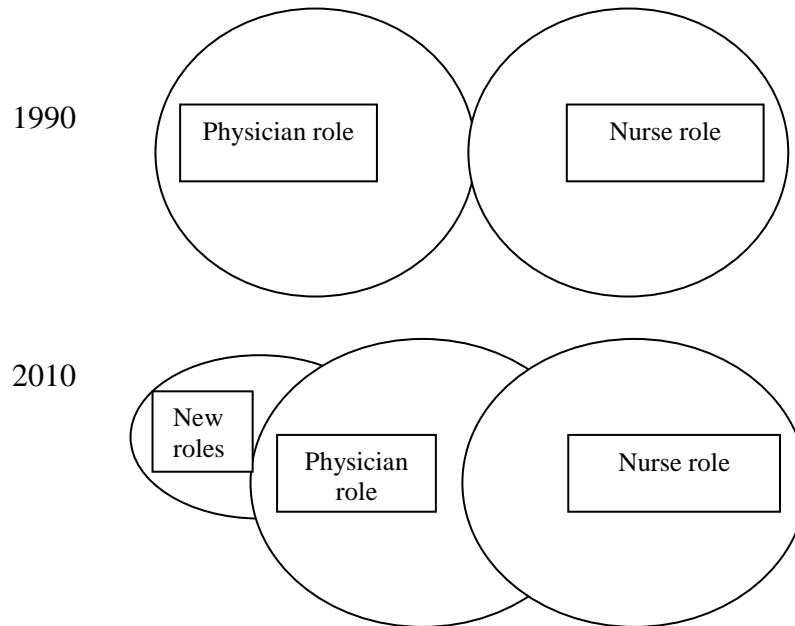 1990
Physician role
Nurse role
2010
New
roles
Physician
role
Nurse role